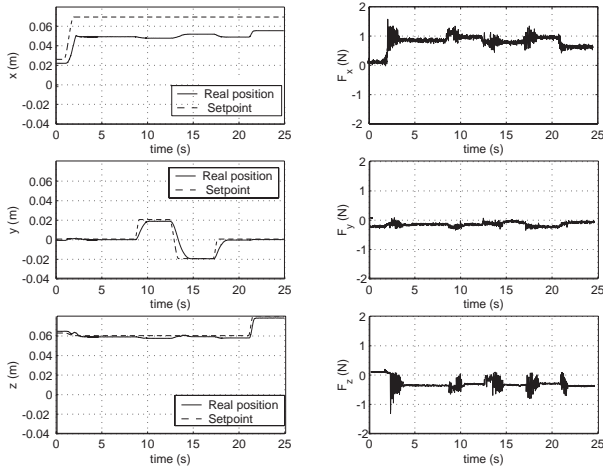 0.06
0.04
0.02
0
−0.02
−0.04
x (m)
Real position
Setpoint
0 5 10 15 20 25
time (s)
2
1
0
−1
−2
F_x (N)
0 5 10 15 20 25
time (s)
0.06
0.04
0.02
0
−0.02
−0.04
y (m)
Real position
Setpoint
0 5 10 15 20 25
time (s)
2
1
0
−1
−2
F_y (N)
0 5 10 15 20 25
time (s)
0.06
0.04
0.02
0
−0.02
−0.04
z (m)
Real position
Setpoint
0 5 10 15 20 25
time (s)
2
1
0
−1
−2
F_z (N)
0 5 10 15 20 25
time (s)